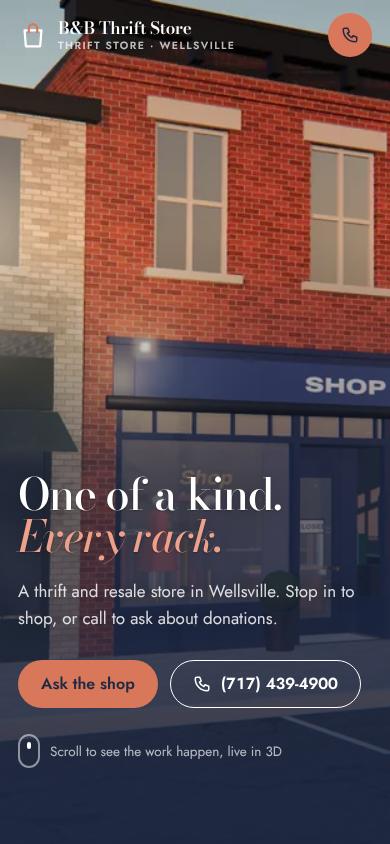 B&B Thrift Store
THRIFT STORE · WELLSVILLE
SHOP
Shop
One of a kind.
Every rack.
A thrift and resale store in Wellsville. Stop in to
shop, or call to ask about donations.
Ask the shop
(717) 439-4900
Scroll to see the work happen, live in 3D